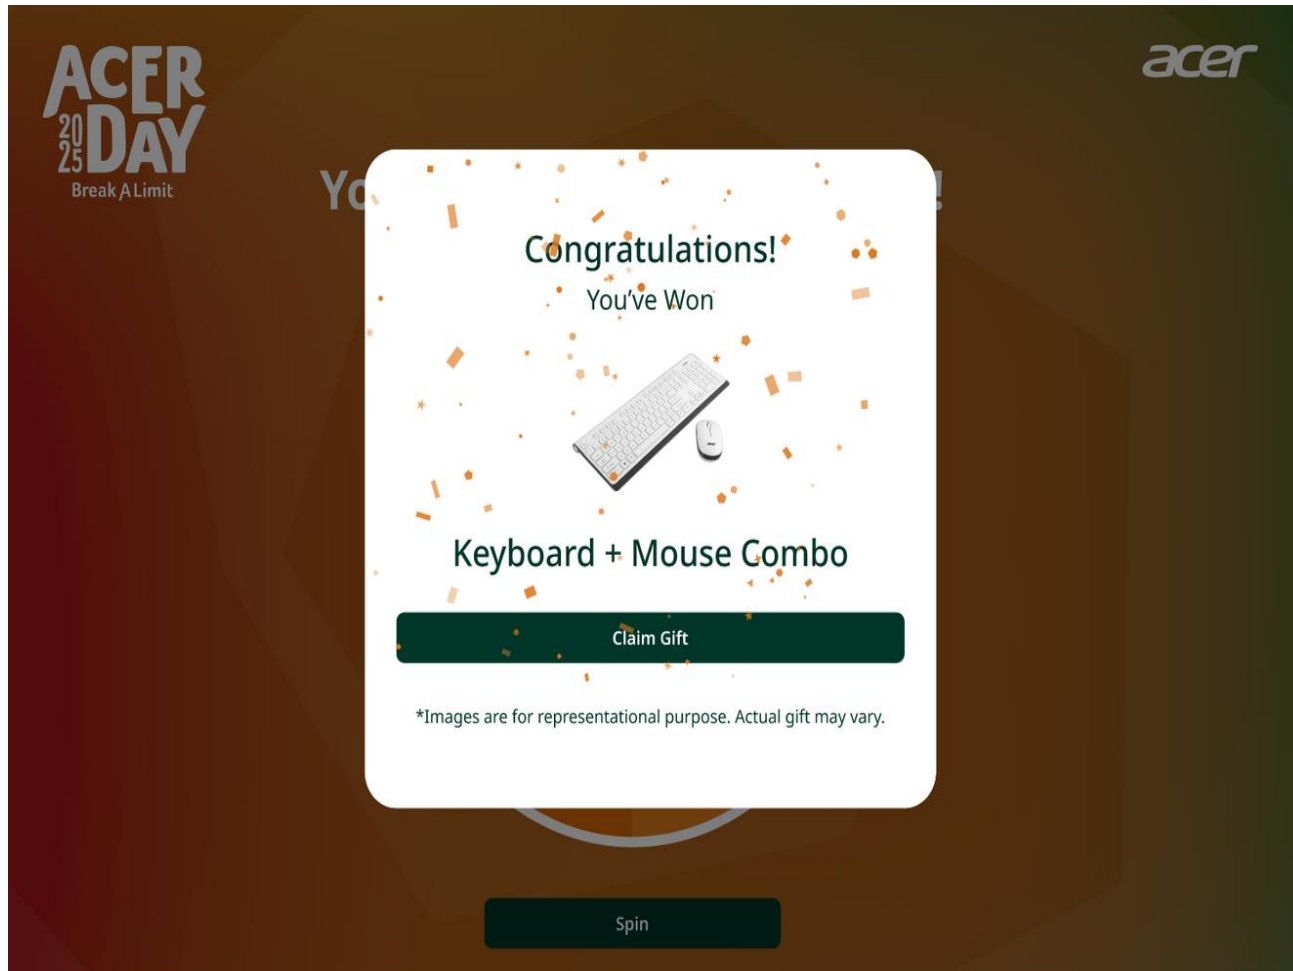 ACER
2025 DAY
Break A Limit
acer
Congratulations!
You've Won
Keyboard + Mouse Combo
Claim Gift
*Images are for representational purpose. Actual gift may vary.
Spin